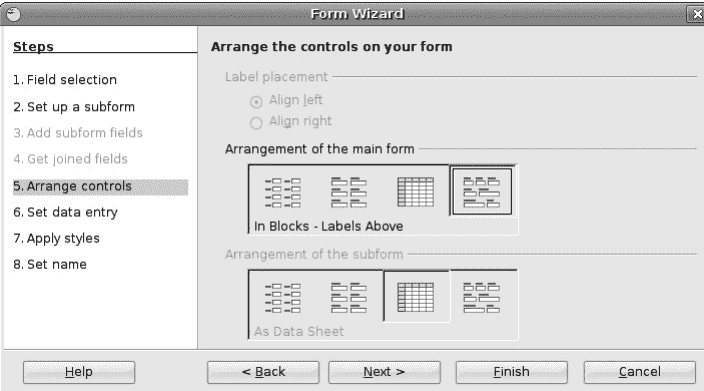 Form Wizard
Steps
1. Field selection
2. Set up a subform
3. Add subform fields
4. Get joined fields
5. Arrange controls
6. Set data entry
7. Apply styles
8. Set name
Arrange the controls on your form
Label placement
Align left
Align right
Arrangement of the main form
In Blocks - Labels Above
Arrangement of the subform
As Data Sheet
Help
< Back
Next >
Finish
Cancel